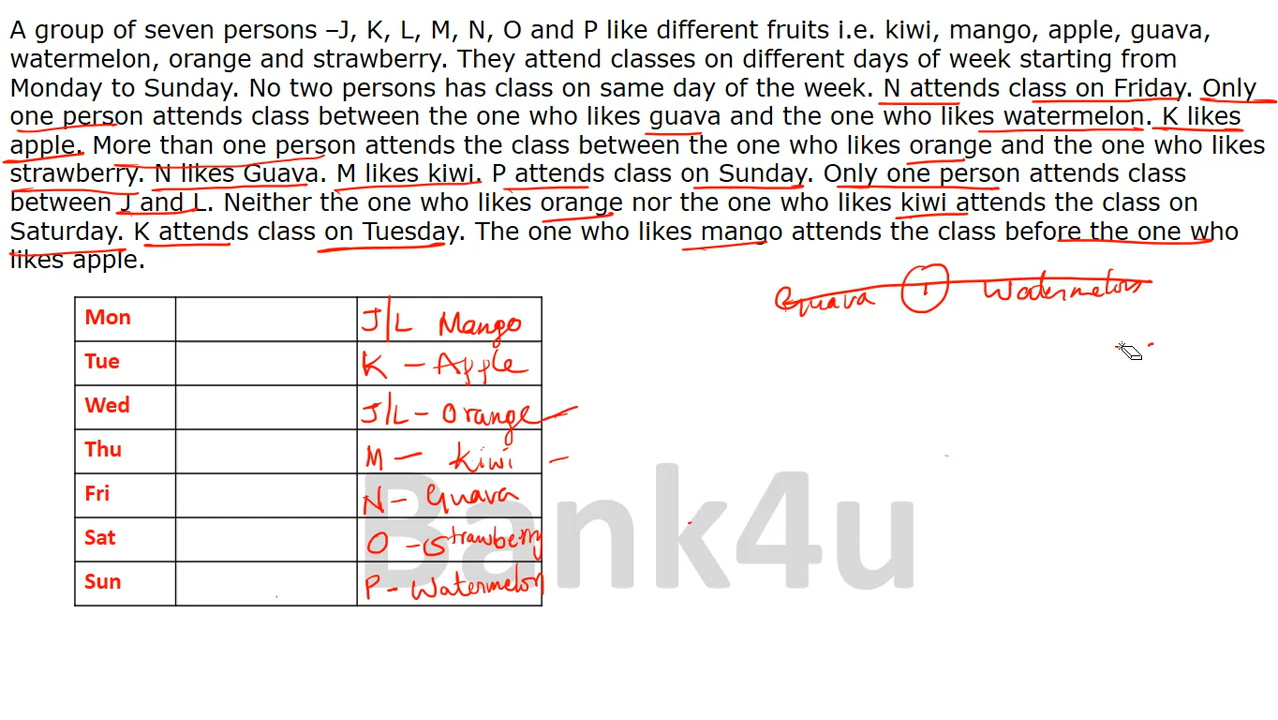 A group of seven persons –J, K, L, M, N, O and P like different fruits i.e. kiwi, mango, apple, guava,
watermelon, orange and strawberry. They attend classes on different days of week starting from
Monday to Sunday. No two persons has class on same day of the week. N attends class on Friday. Only
one person attends class between the one who likes guava and the one who likes watermelon. K likes
apple. More than one person attends the class between the one who likes orange and the one who likes
strawberry. N likes Guava. M likes kiwi. P attends class on Sunday. Only one person attends class
between J and L. Neither the one who likes orange nor the one who likes kiwi attends the class on
Saturday. K attends class on Tuesday. The one who likes mango attends the class before the one who
likes apple.
Guava 1 Watermelon
Mon J/L Mango
Tue K – Apple
Wed J/L – Orange
Thu M – kiwi
Fri N – Guava
Sat O – Strawberry
Sun P – Watermelon
Bank4u